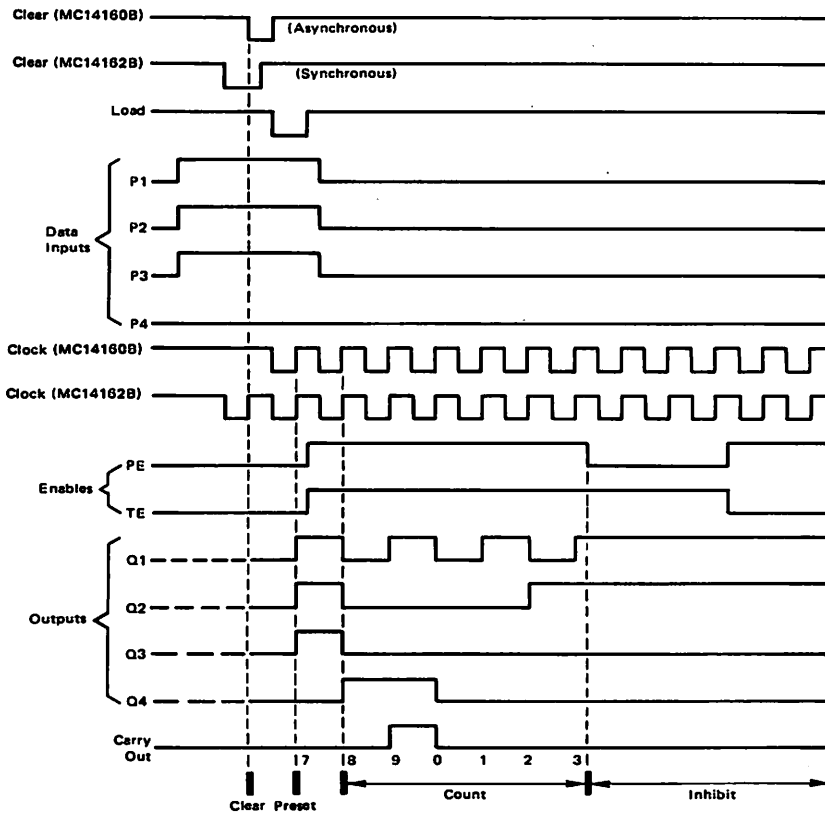 Clear (MC14160B)
(Asynchronous)
Clear (MC14162B)
(Synchronous)
Load
P1
P2
Data
Inputs
P3
P4
Clock (MC14160B)
Clock (MC14162B)
PE
Enables
TE
Q1
Q2
Outputs
Q3
Q4
Carry
Out
7 8 9 0 1 2 3
Clear Preset Count Inhibit